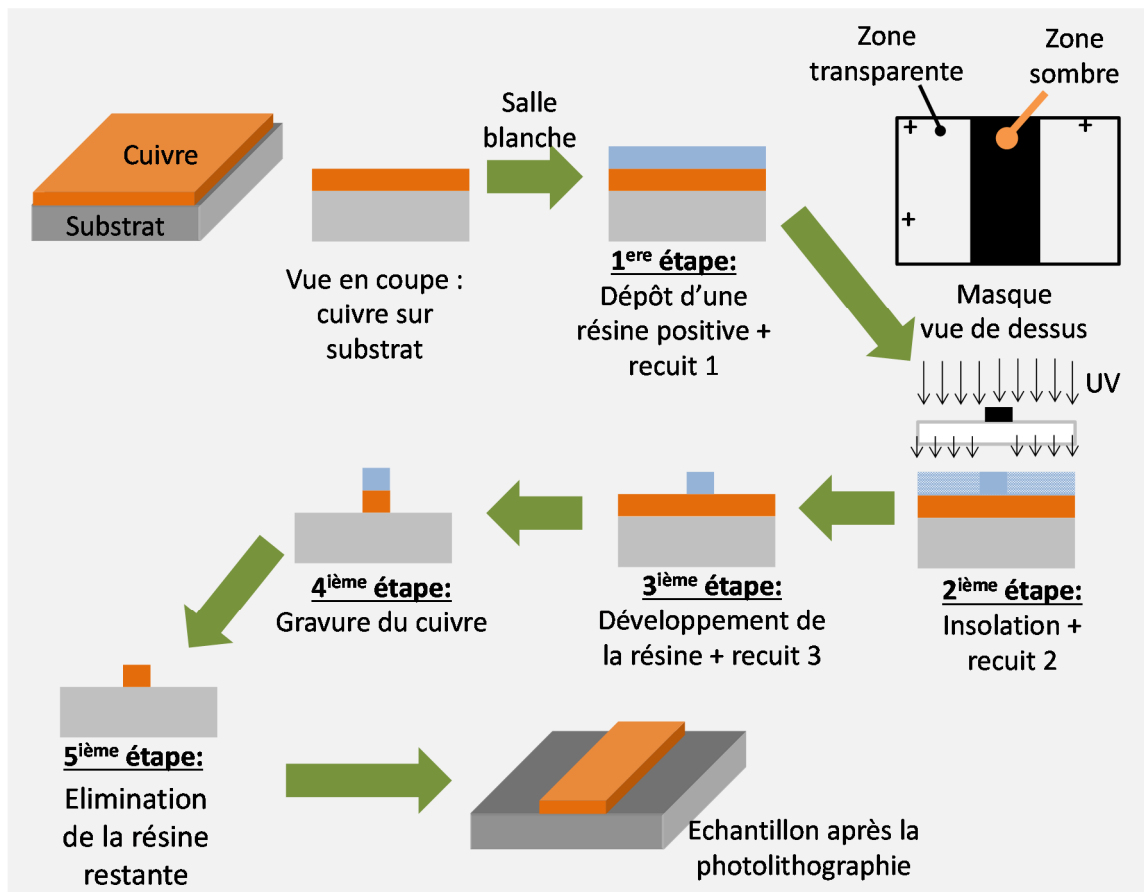 Cuivre
Substrat
Vue en coupe :
cuivre sur
substrat
Salle
blanche
1ere étape:
Dépôt d'une
résine positive +
recuit 1
Zone
transparente
Zone
sombre
+
+
+
Masque
vue de dessus
UV
2ième étape:
Insolation +
recuit 2
3ième étape:
Développement de
la résine + recuit 3
4ième étape:
Gravure du cuivre
5ième étape:
Elimination
de la résine
restante
Echantillon après la
photolithographie